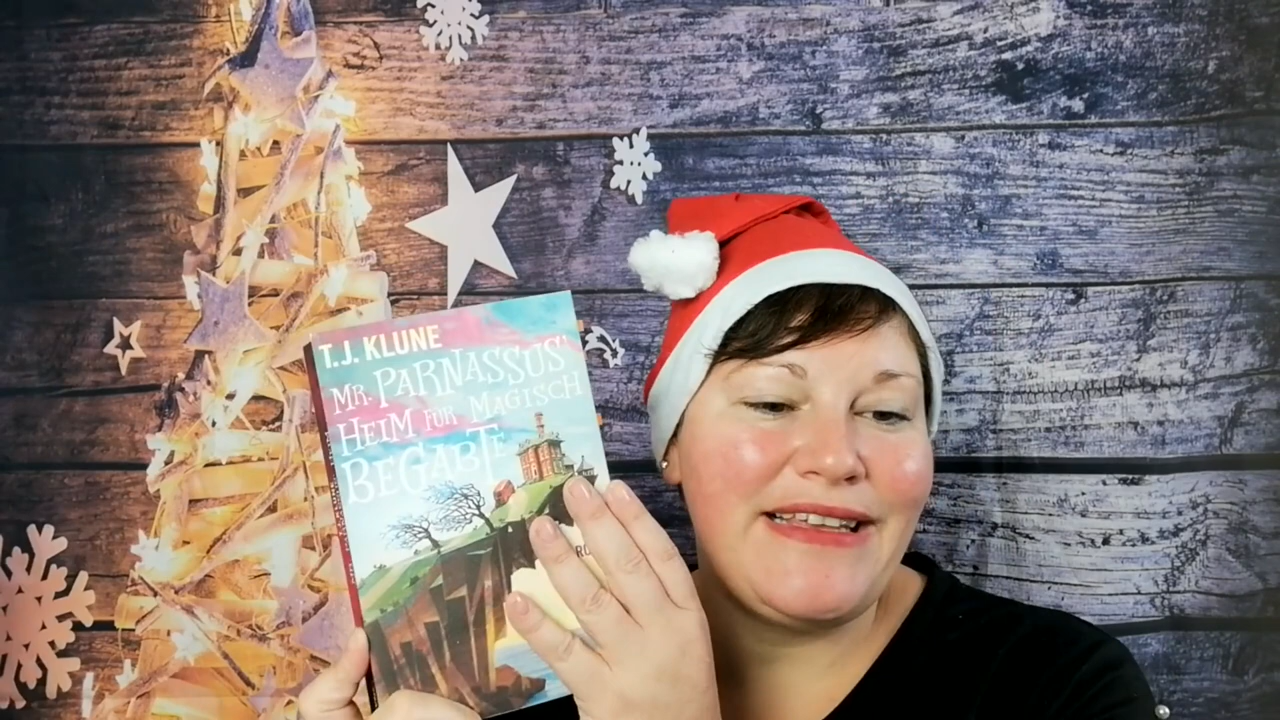 T.J. KLUNE
MR. PARNASSUS'
HEIM FÜR MAGISCH
BEGABTE